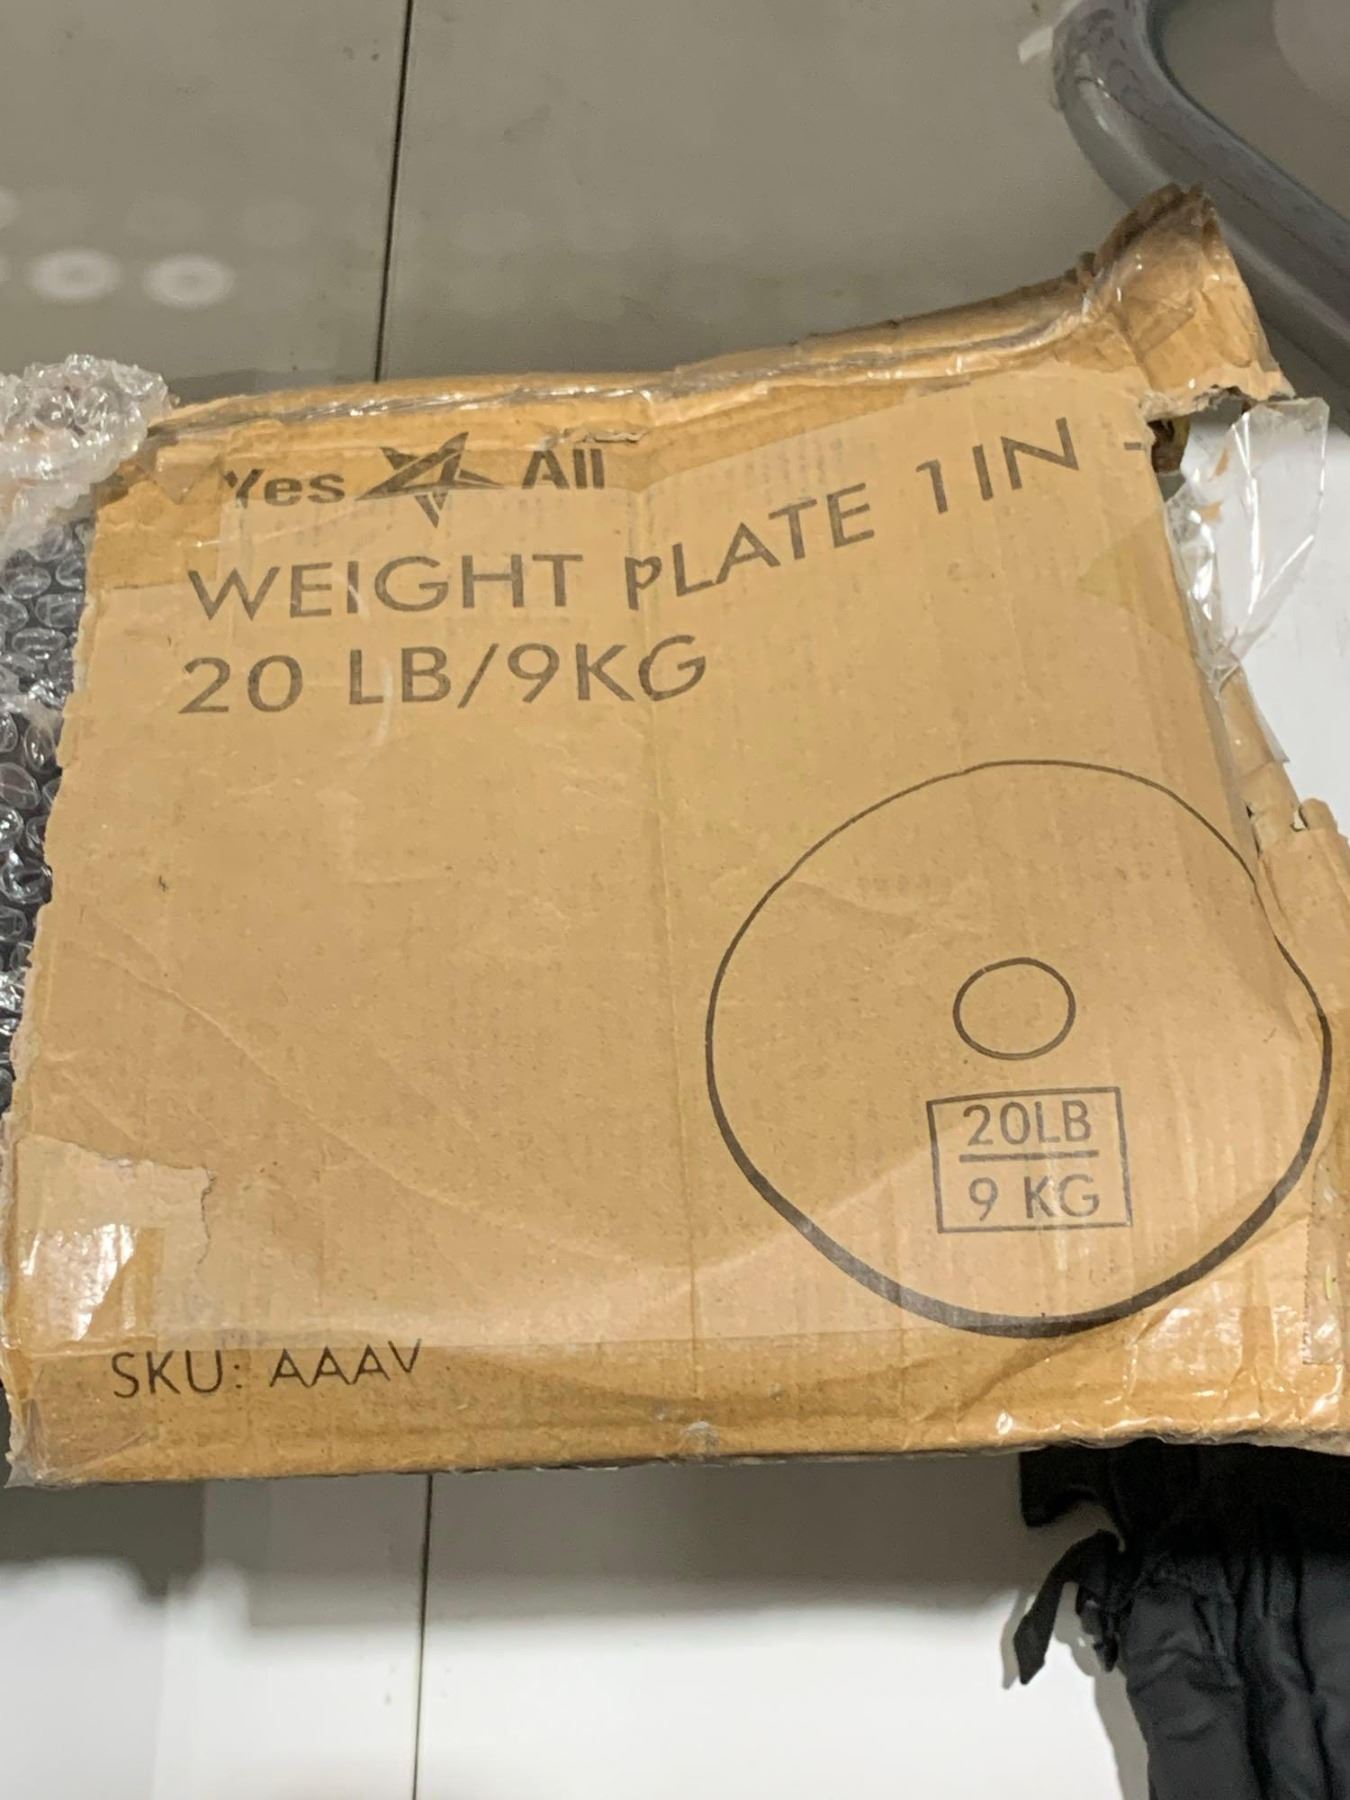 Yes All
WEIGHT PLATE 1IN -
20 LB/9KG
20LB
9 KG
SKU: AAAV